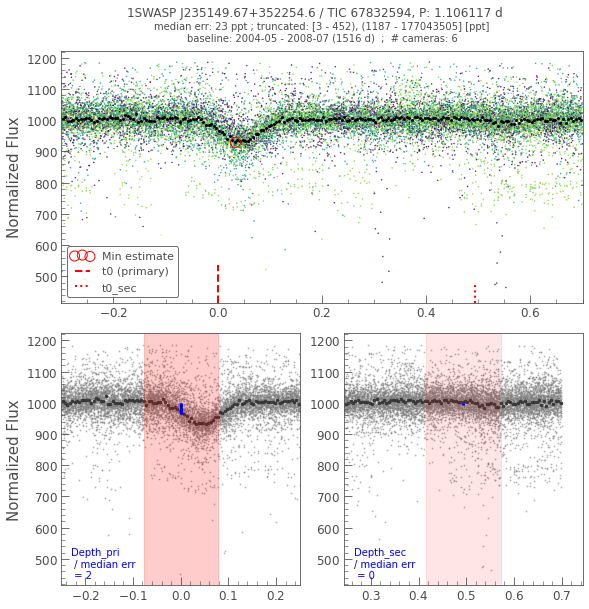 1SWASP J235149.67+352254.6 / TIC 67832594, P: 1.106117 d
median err: 23 ppt ; truncated: [3 - 452), (1187 - 177043505] [ppt]
baseline: 2004-05 - 2008-07 (1516 d)  ;  # cameras: 6
Normalized Flux
1200
1100
1000
900
800
700
600
500
Min estimate
t0 (primary)
t0_sec
−0.2 0.0 0.2 0.4 0.6
Normalized Flux
1200
1100
1000
900
800
700
600
500
Depth_pri
/ median err
= 2
−0.2 −0.1 0.0 0.1 0.2
1200
1100
1000
900
800
700
600
500
Depth_sec
/ median err
= 0
0.3 0.4 0.5 0.6 0.7